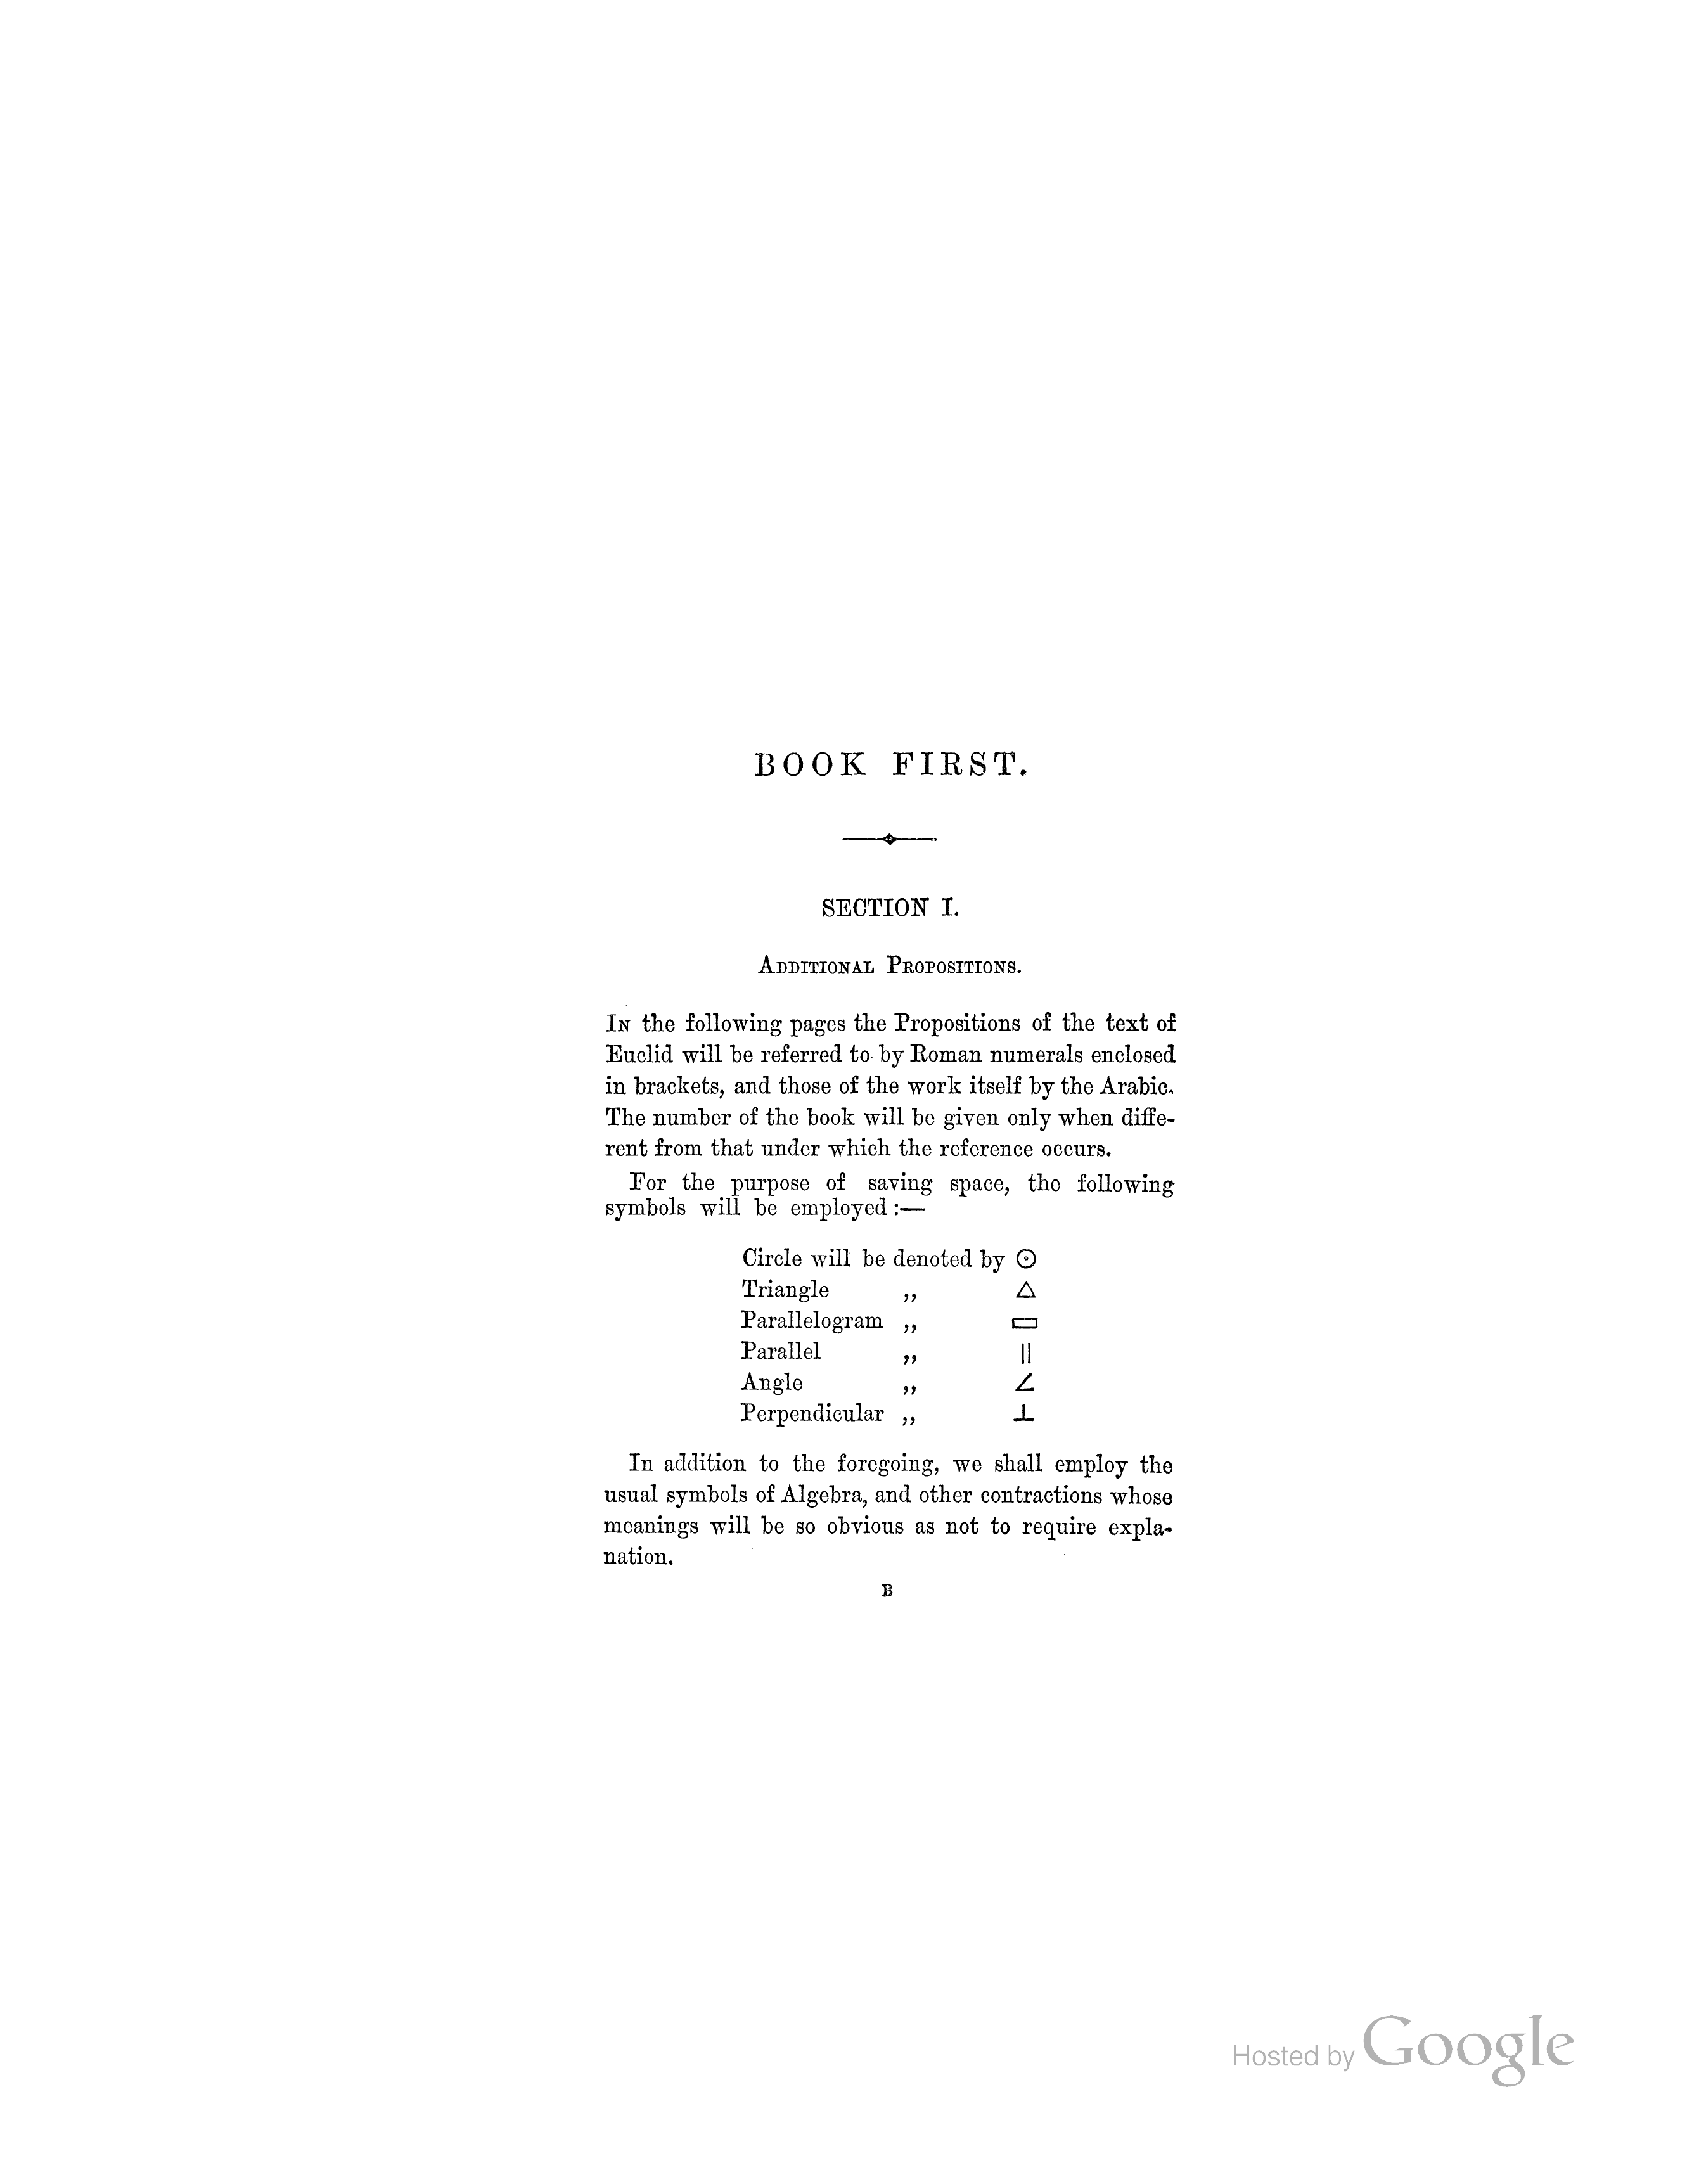 BOOK FIRST.
SECTION I.
Additional Propositions.
In the following pages the Propositions of the text of
Euclid will be referred to by Roman numerals enclosed
in brackets, and those of the work itself by the Arabic.
The number of the book will be given only when diffe-
rent from that under which the reference occurs.
For the purpose of saving space, the following
symbols will be employed :—
Circle will be denoted by ⊙
Triangle ,, △
Parallelogram ,, ▭
Parallel ,, ||
Angle ,, ∠
Perpendicular ,, ⊥
In addition to the foregoing, we shall employ the
usual symbols of Algebra, and other contractions whose
meanings will be so obvious as not to require expla-
nation.
B
Hosted by Google